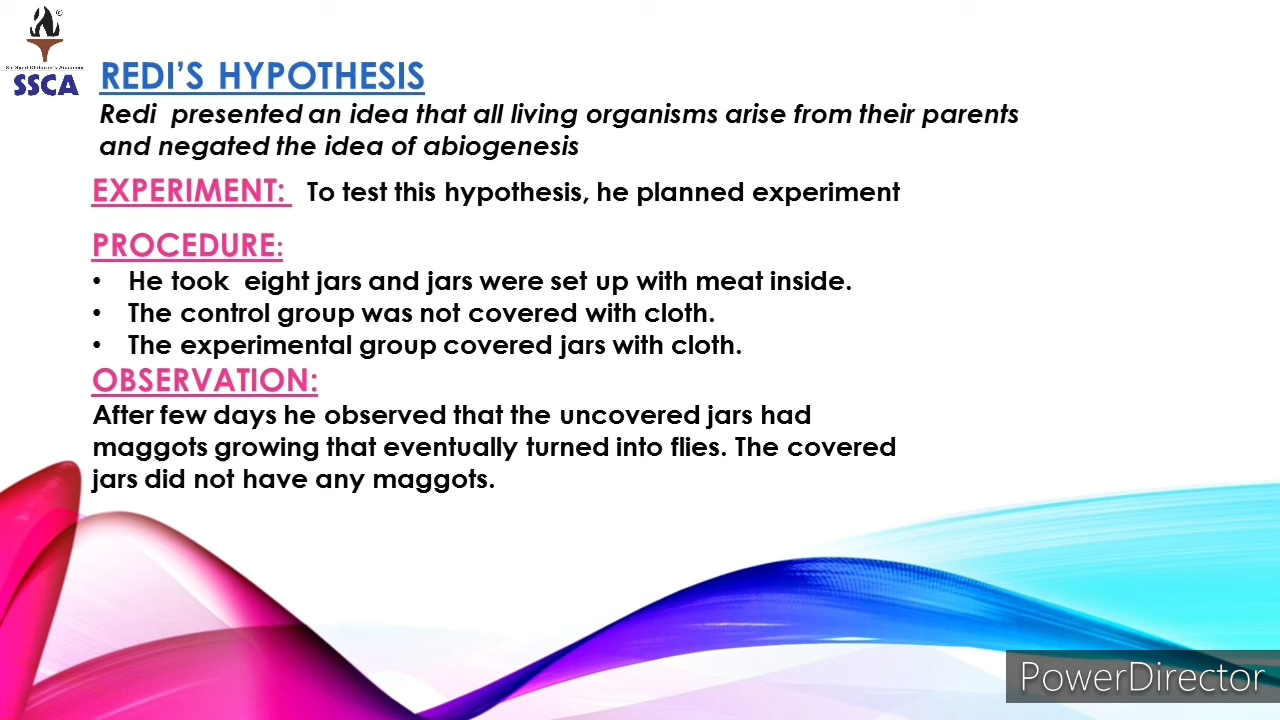 SSCA
REDI'S HYPOTHESIS
Redi presented an idea that all living organisms arise from their parents
and negated the idea of abiogenesis
EXPERIMENT: To test this hypothesis, he planned experiment
PROCEDURE:
• He took eight jars and jars were set up with meat inside.
• The control group was not covered with cloth.
• The experimental group covered jars with cloth.
OBSERVATION:
After few days he observed that the uncovered jars had
maggots growing that eventually turned into flies. The covered
jars did not have any maggots.
PowerDirector